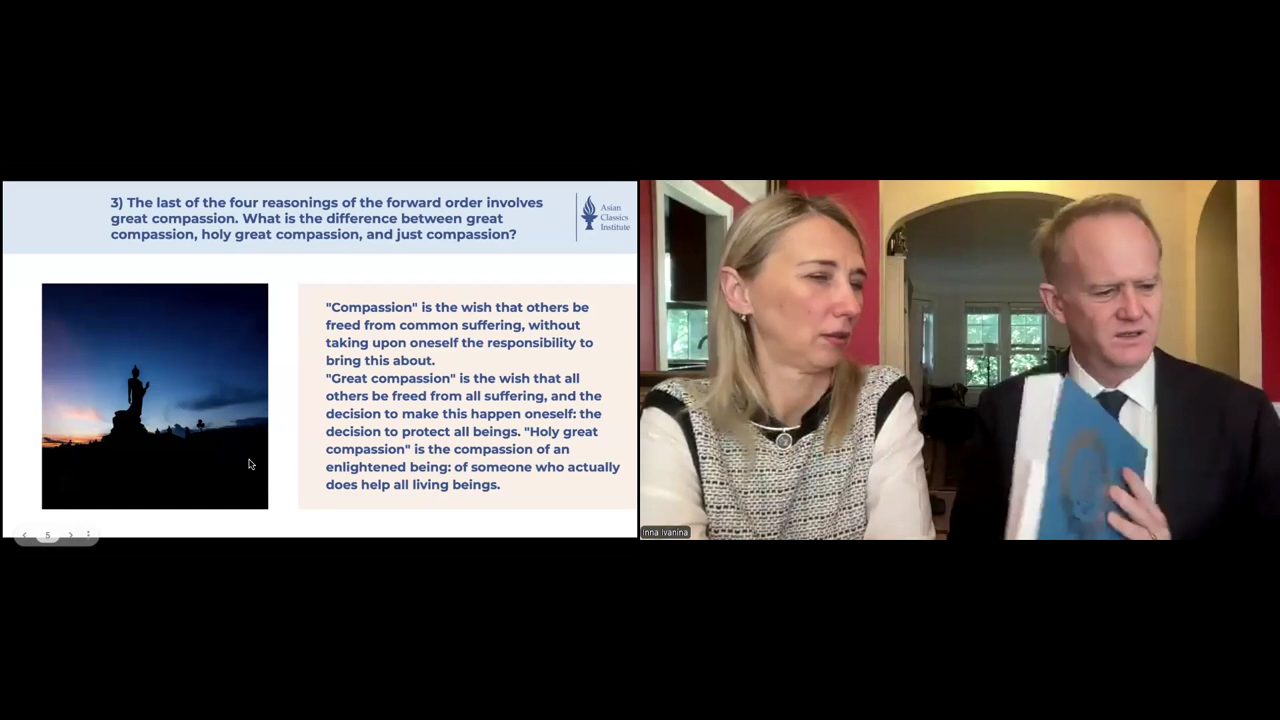 3) The last of the four reasonings of the forward order involves
great compassion. What is the difference between great
compassion, holy great compassion, and just compassion?
Asian
Classics
Institute
"Compassion" is the wish that others be
freed from common suffering, without
taking upon oneself the responsibility to
bring this about.
"Great compassion" is the wish that all
others be freed from all suffering, and the
decision to make this happen oneself: the
decision to protect all beings. "Holy great
compassion" is the compassion of an
enlightened being: of someone who actually
does help all living beings.
5
Inna Ivanina